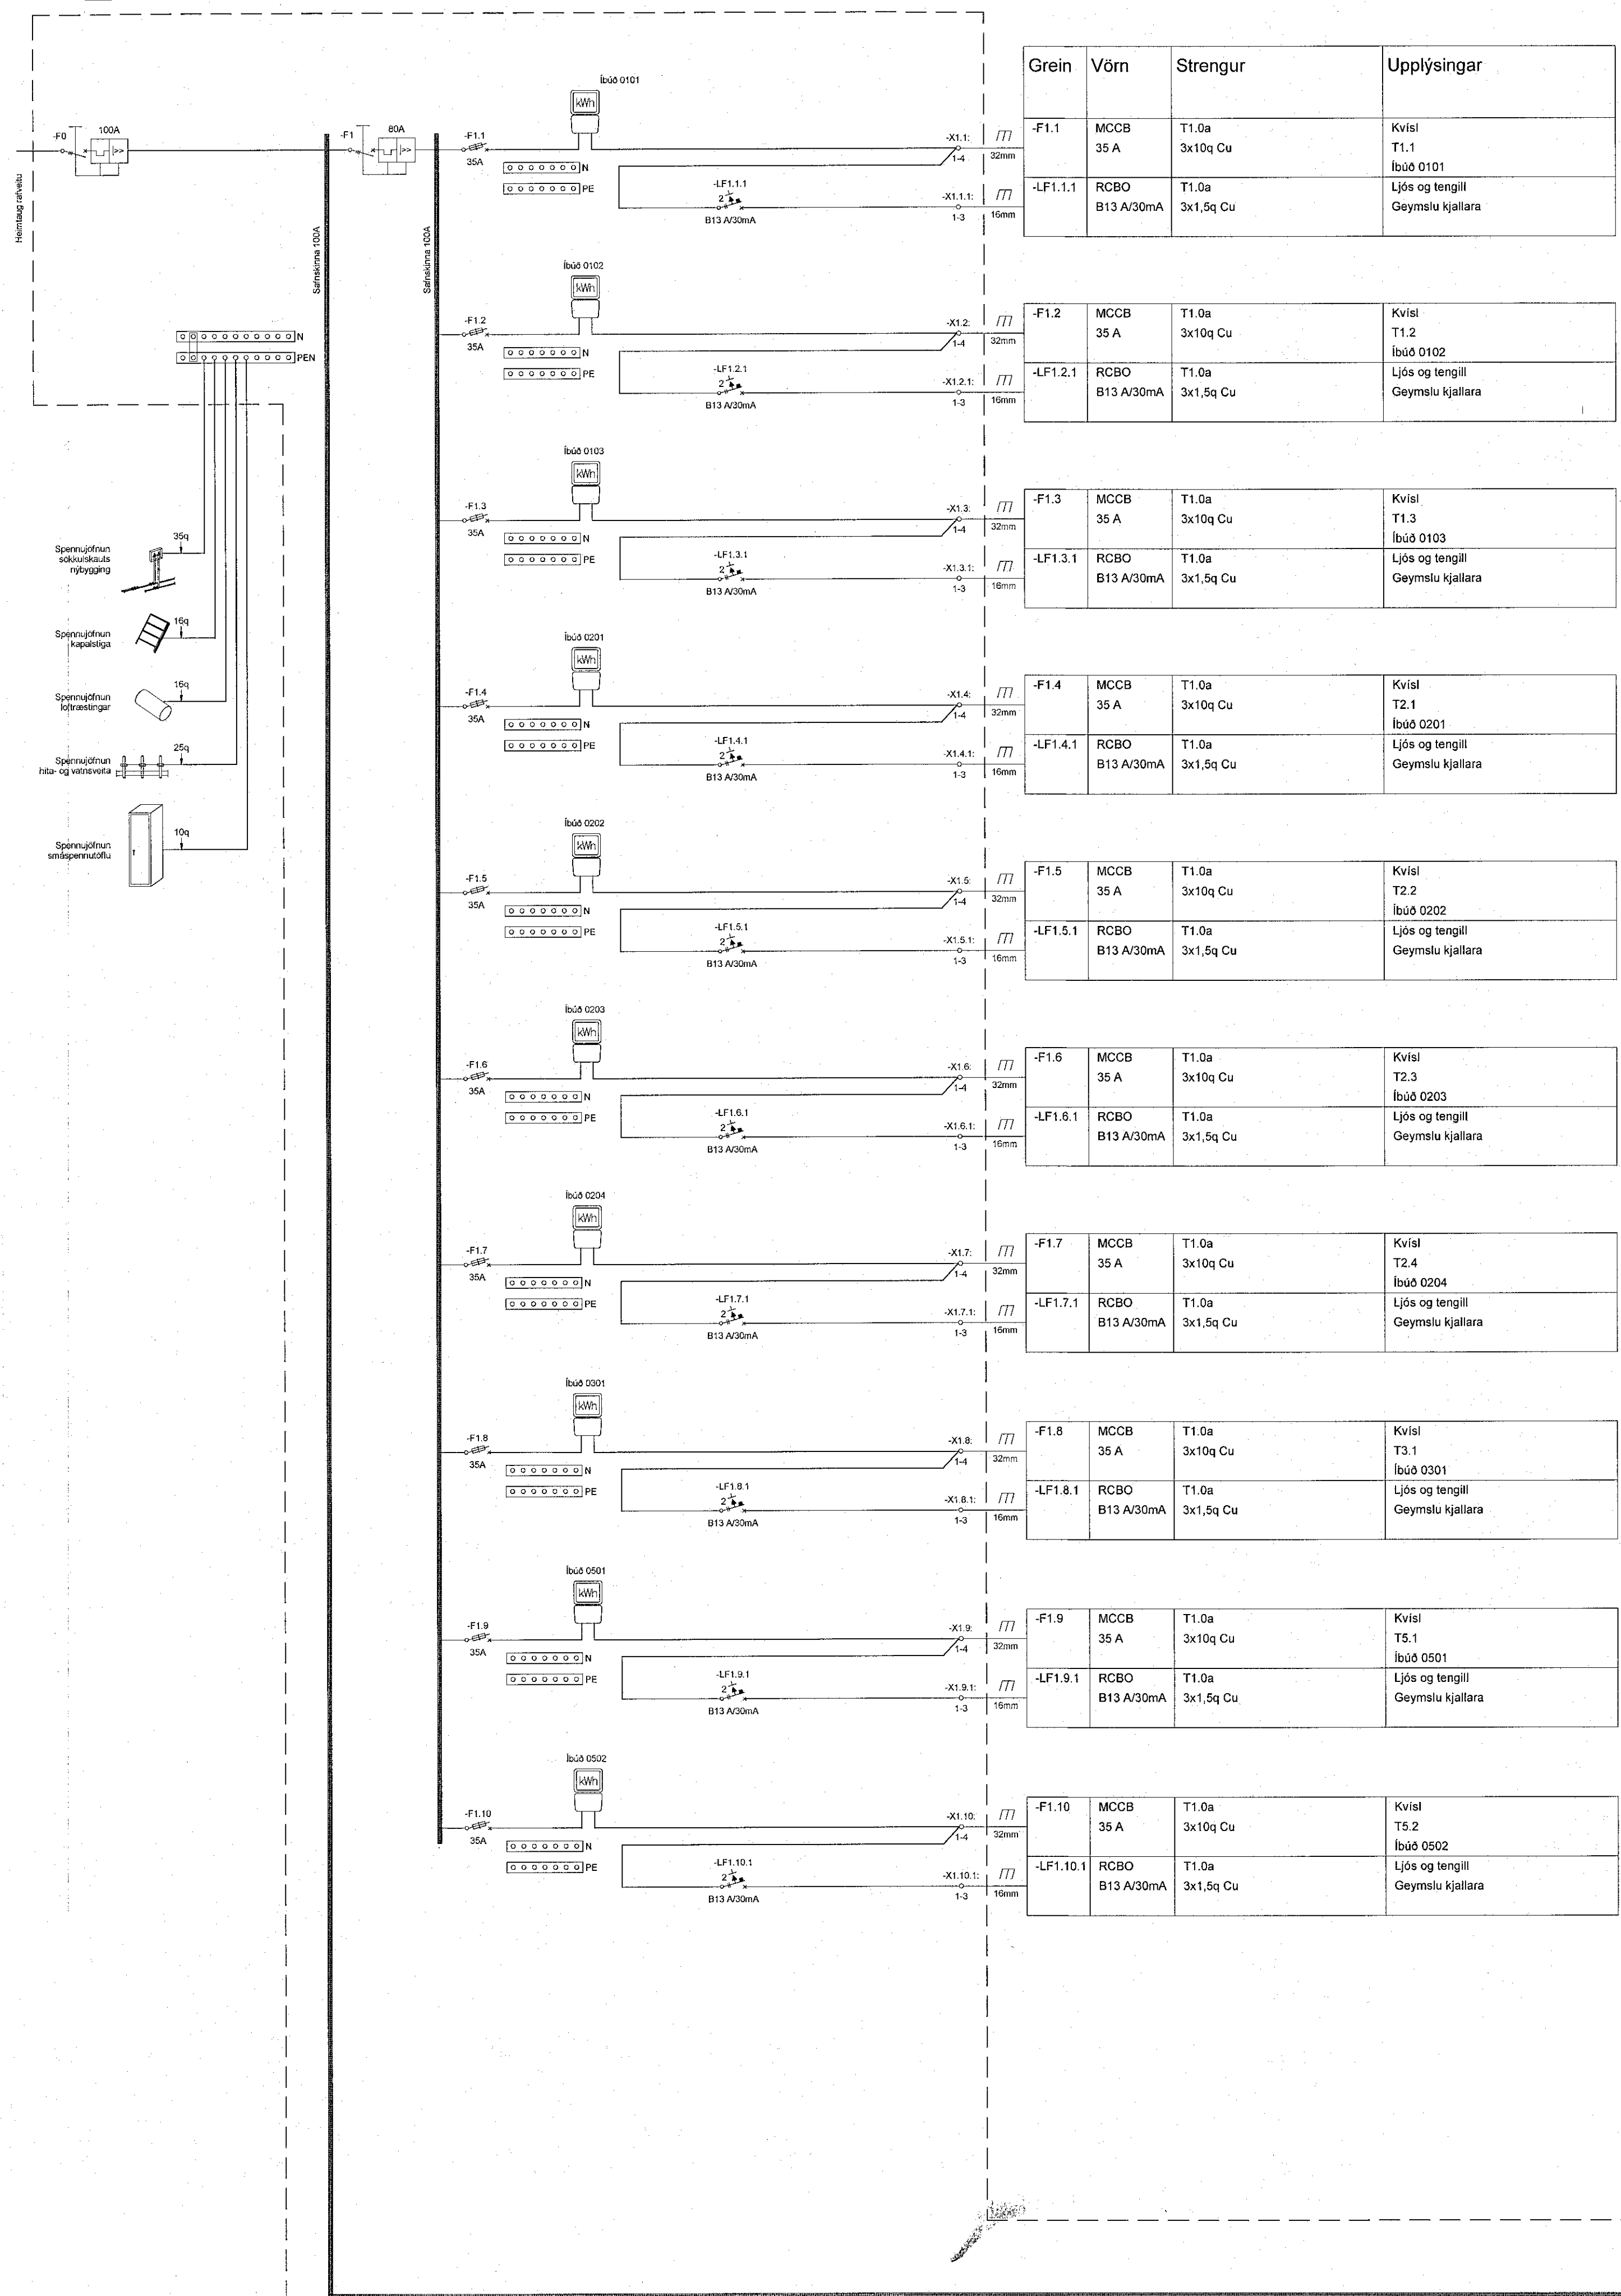 Grein Vörn Strengur Upplýsingar
Heimtaug rafveitu
-F0 100A
Safnskinna 100A
-F1 80A
Safnskinna 100A
N
PEN
Spennujöfnun
sökkulskauts
nýbygging
35q
Spennujöfnun
kapalstiga
16q
Spennujöfnun
loftræstingar
16q
Spennujöfnun
hita- og vatnsveita
25q
Spennujöfnun
smáspennutöflu
10q
Íbúð 0101
kWh
-F1.1
35A
N
PE
-LF1.1.1
2
B13 A/30mA
-X1.1:
1-4
32mm
-X1.1.1:
1-3
16mm
-F1.1 MCCB T1.0a Kvísl
35 A 3x10q Cu T1.1
Íbúð 0101
-LF1.1.1 RCBO T1.0a Ljós og tengill
B13 A/30mA 3x1,5q Cu Geymslu kjallara
Íbúð 0102
kWh
-F1.2
35A
N
PE
-LF1.2.1
2
B13 A/30mA
-X1.2:
1-4
32mm
-X1.2.1:
1-3
16mm
-F1.2 MCCB T1.0a Kvísl
35 A 3x10q Cu T1.2
Íbúð 0102
-LF1.2.1 RCBO T1.0a Ljós og tengill
B13 A/30mA 3x1,5q Cu Geymslu kjallara
Íbúð 0103
kWh
-F1.3
35A
N
PE
-LF1.3.1
2
B13 A/30mA
-X1.3:
1-4
32mm
-X1.3.1:
1-3
16mm
-F1.3 MCCB T1.0a Kvísl
35 A 3x10q Cu T1.3
Íbúð 0103
-LF1.3.1 RCBO T1.0a Ljós og tengill
B13 A/30mA 3x1,5q Cu Geymslu kjallara
Íbúð 0201
kWh
-F1.4
35A
N
PE
-LF1.4.1
2
B13 A/30mA
-X1.4:
1-4
32mm
-X1.4.1:
1-3
16mm
-F1.4 MCCB T1.0a Kvísl
35 A 3x10q Cu T2.1
Íbúð 0201
-LF1.4.1 RCBO T1.0a Ljós og tengill
B13 A/30mA 3x1,5q Cu Geymslu kjallara
Íbúð 0202
kWh
-F1.5
35A
N
PE
-LF1.5.1
2
B13 A/30mA
-X1.5:
1-4
32mm
-X1.5.1:
1-3
16mm
-F1.5 MCCB T1.0a Kvísl
35 A 3x10q Cu T2.2
Íbúð 0202
-LF1.5.1 RCBO T1.0a Ljós og tengill
B13 A/30mA 3x1,5q Cu Geymslu kjallara
Íbúð 0203
kWh
-F1.6
35A
N
PE
-LF1.6.1
2
B13 A/30mA
-X1.6:
1-4
32mm
-X1.6.1:
1-3
16mm
-F1.6 MCCB T1.0a Kvísl
35 A 3x10q Cu T2.3
Íbúð 0203
-LF1.6.1 RCBO T1.0a Ljós og tengill
B13 A/30mA 3x1,5q Cu Geymslu kjallara
Íbúð 0204
kWh
-F1.7
35A
N
PE
-LF1.7.1
2
B13 A/30mA
-X1.7:
1-4
32mm
-X1.7.1:
1-3
16mm
-F1.7 MCCB T1.0a Kvísl
35 A 3x10q Cu T2.4
Íbúð 0204
-LF1.7.1 RCBO T1.0a Ljós og tengill
B13 A/30mA 3x1,5q Cu Geymslu kjallara
Íbúð 0301
kWh
-F1.8
35A
N
PE
-LF1.8.1
2
B13 A/30mA
-X1.8:
1-4
32mm
-X1.8.1:
1-3
16mm
-F1.8 MCCB T1.0a Kvísl
35 A 3x10q Cu T3.1
Íbúð 0301
-LF1.8.1 RCBO T1.0a Ljós og tengill
B13 A/30mA 3x1,5q Cu Geymslu kjallara
Íbúð 0501
kWh
-F1.9
35A
N
PE
-LF1.9.1
2
B13 A/30mA
-X1.9:
1-4
32mm
-X1.9.1:
1-3
16mm
-F1.9 MCCB T1.0a Kvísl
35 A 3x10q Cu T5.1
Íbúð 0501
-LF1.9.1 RCBO T1.0a Ljós og tengill
B13 A/30mA 3x1,5q Cu Geymslu kjallara
Íbúð 0502
kWh
-F1.10
35A
N
PE
-LF1.10.1
2
B13 A/30mA
-X1.10:
1-4
32mm
-X1.10.1:
1-3
16mm
-F1.10 MCCB T1.0a Kvísl
35 A 3x10q Cu T5.2
Íbúð 0502
-LF1.10.1 RCBO T1.0a Ljós og tengill
B13 A/30mA 3x1,5q Cu Geymslu kjallara